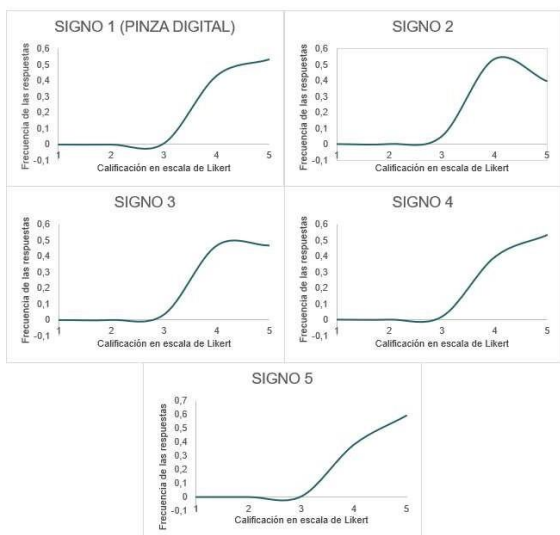 SIGNO 1 (PINZA DIGITAL)
Frecuencia de las respuestas
0,6
0,5
0,4
0,3
0,2
0,1
0
-0,1
1 2 3 4 5
Calificación en escala de Likert
SIGNO 2
Frecuencia de las respuestas
0,6
0,5
0,4
0,3
0,2
0,1
0
-0,1
1 2 3 4 5
Calificación en escala de Likert
SIGNO 3
Frecuencia de las respuestas
0,6
0,5
0,4
0,3
0,2
0,1
0
-0,1
1 2 3 4 5
Calificación en escala de Likert
SIGNO 4
Frecuencia de las respuestas
0,6
0,5
0,4
0,3
0,2
0,1
0
-0,1
1 2 3 4 5
Calificación en escala de Likert
SIGNO 5
Frecuencia de las respuestas
0,7
0,6
0,5
0,4
0,3
0,2
0,1
0
-0,1
1 2 3 4 5
Calificación en escala de Likert